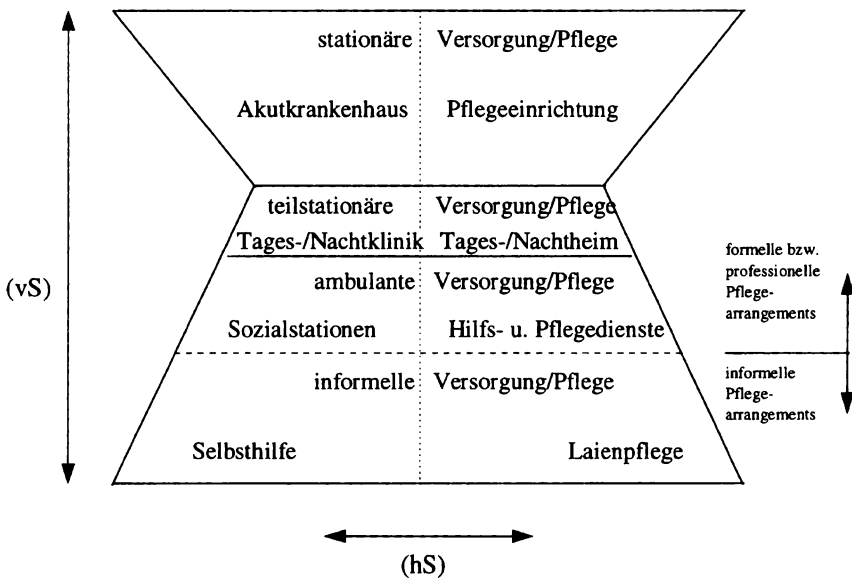 stationäre Versorgung/Pflege
Akutkrankenhaus Pflegeeinrichtung
teilstationäre Versorgung/Pflege
Tages-/Nachtklinik Tages-/Nachtheim
ambulante Versorgung/Pflege
Sozialstationen Hilfs- u. Pflegedienste
informelle Versorgung/Pflege
Selbsthilfe Laienpflege
(vS)
formelle bzw.
professionelle
Pflege-
arrangements
informelle
Pflege-
arrangements
(hS)